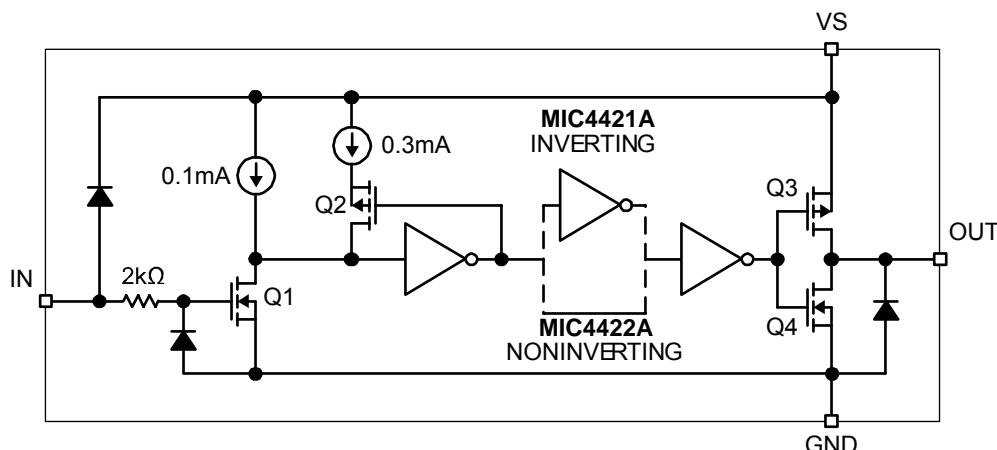 VS
MIC4421A
INVERTING
0.3mA
0.1mA
Q2
Q3
OUT
IN
2kΩ
Q1
MIC4422A
NONINVERTING
Q4
GND